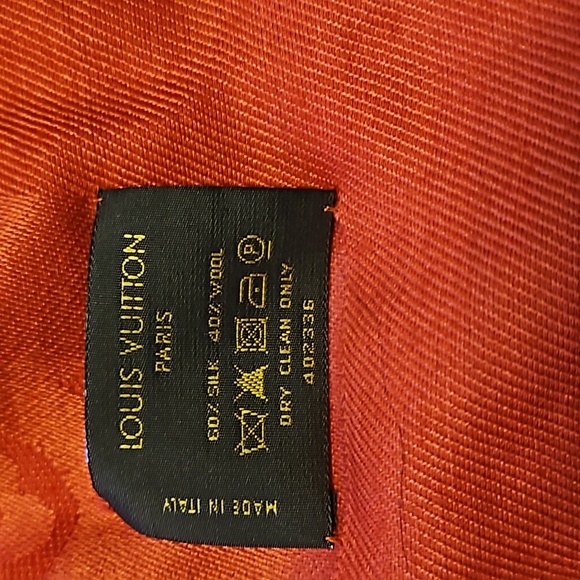 LOUIS VUITTON
PARIS
60% SILK 40% WOOL
P
DRY CLEAN ONLY
402336
MADE IN ITALY